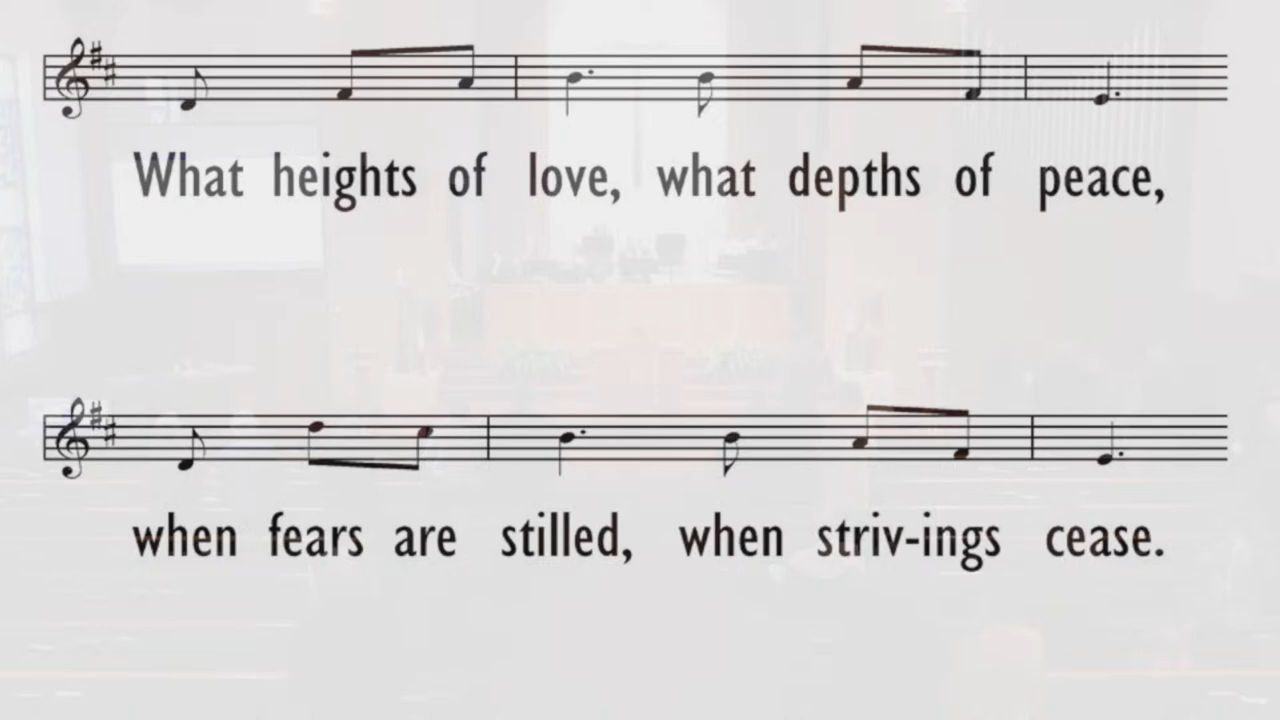 What heights of love, what depths of peace,
when fears are stilled, when striv-ings cease.